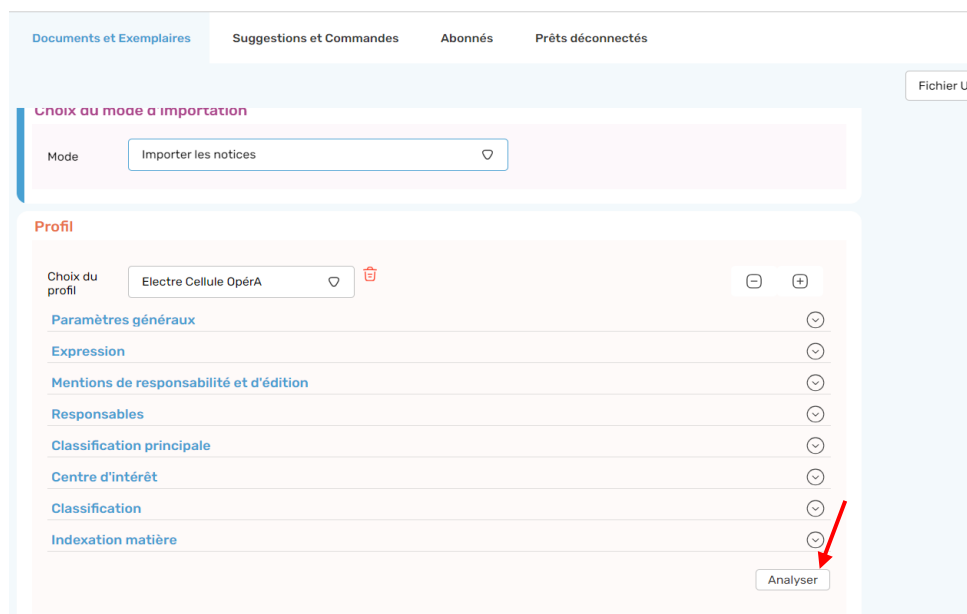 Documents et Exemplaires Suggestions et Commandes Abonnés Prêts déconnectés
Fichier U
Choix du mode d'importation
Mode Importer les notices
Profil
Choix du profil Electre Cellule OpérA
Paramètres généraux
Expression
Mentions de responsabilité et d'édition
Responsables
Classification principale
Centre d'intérêt
Classification
Indexation matière
Analyser